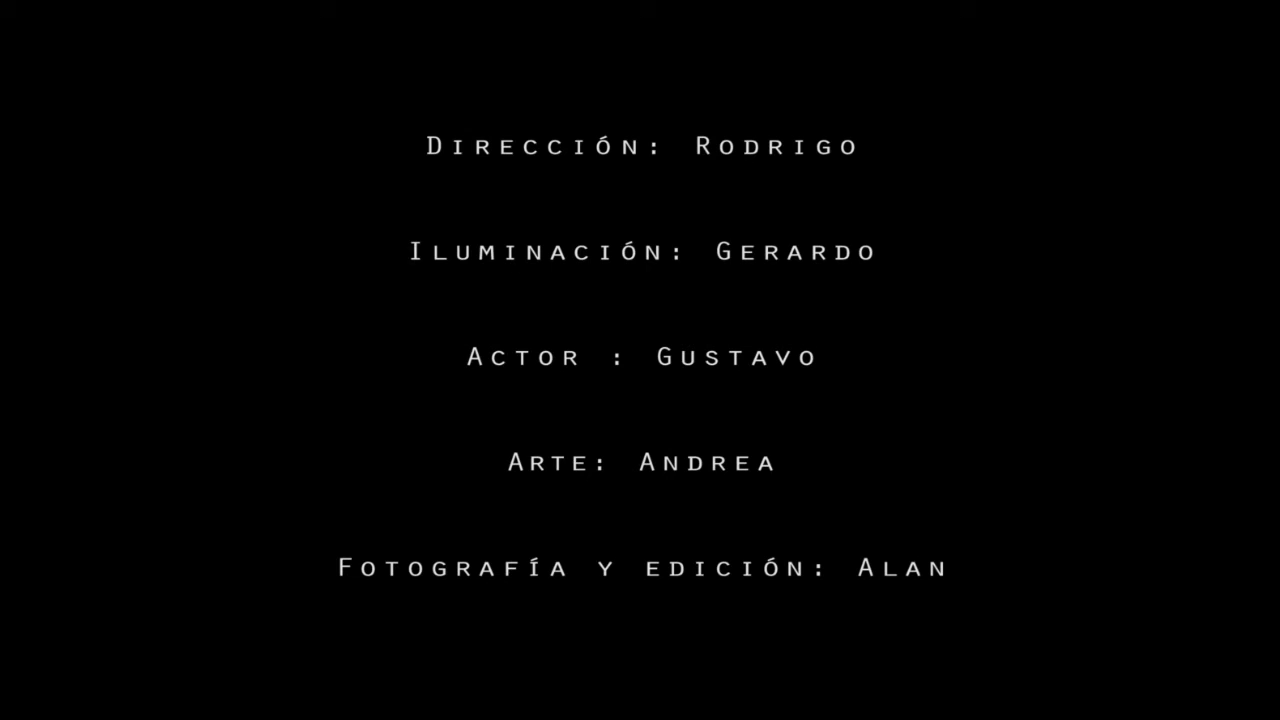 Dirección: Rodrigo
Iluminación: Gerardo
Actor : Gustavo
Arte: Andrea
Fotografía y edición: Alan